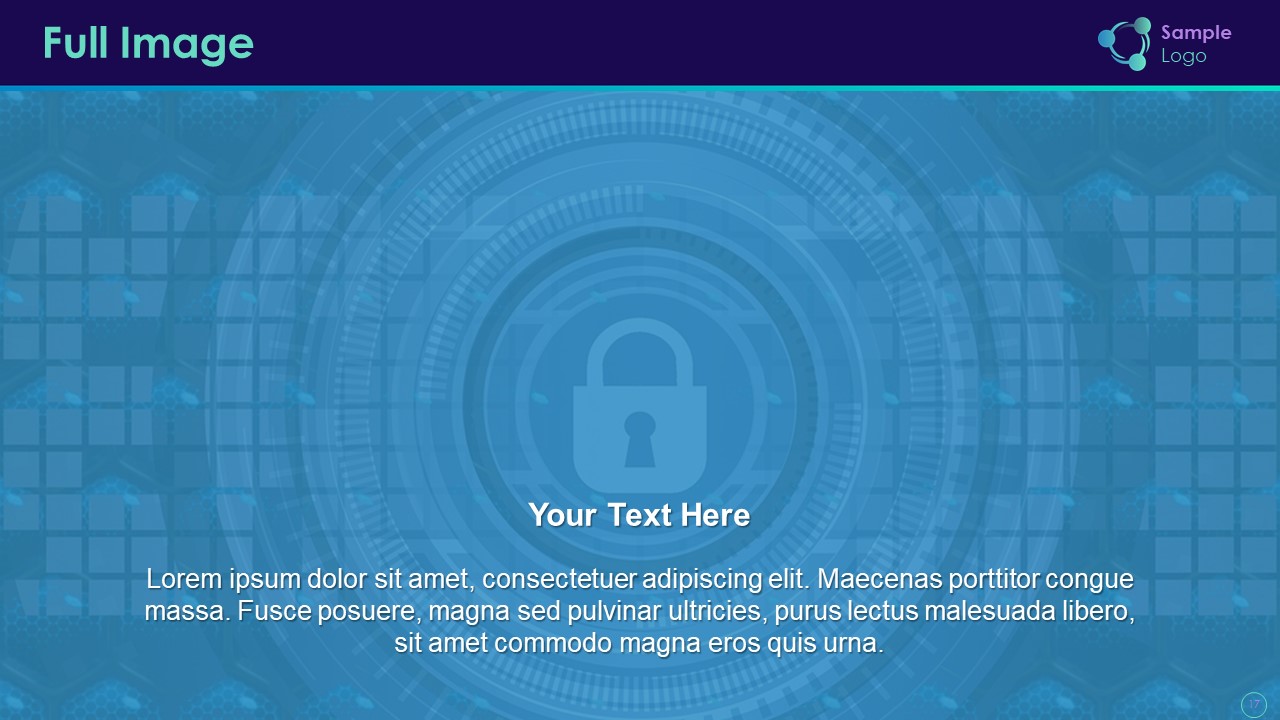 Full Image
Sample
Logo
Your Text Here
Lorem ipsum dolor sit amet, consectetuer adipiscing elit. Maecenas porttitor congue
massa. Fusce posuere, magna sed pulvinar ultricies, purus lectus malesuada libero,
sit amet commodo magna eros quis urna.
17